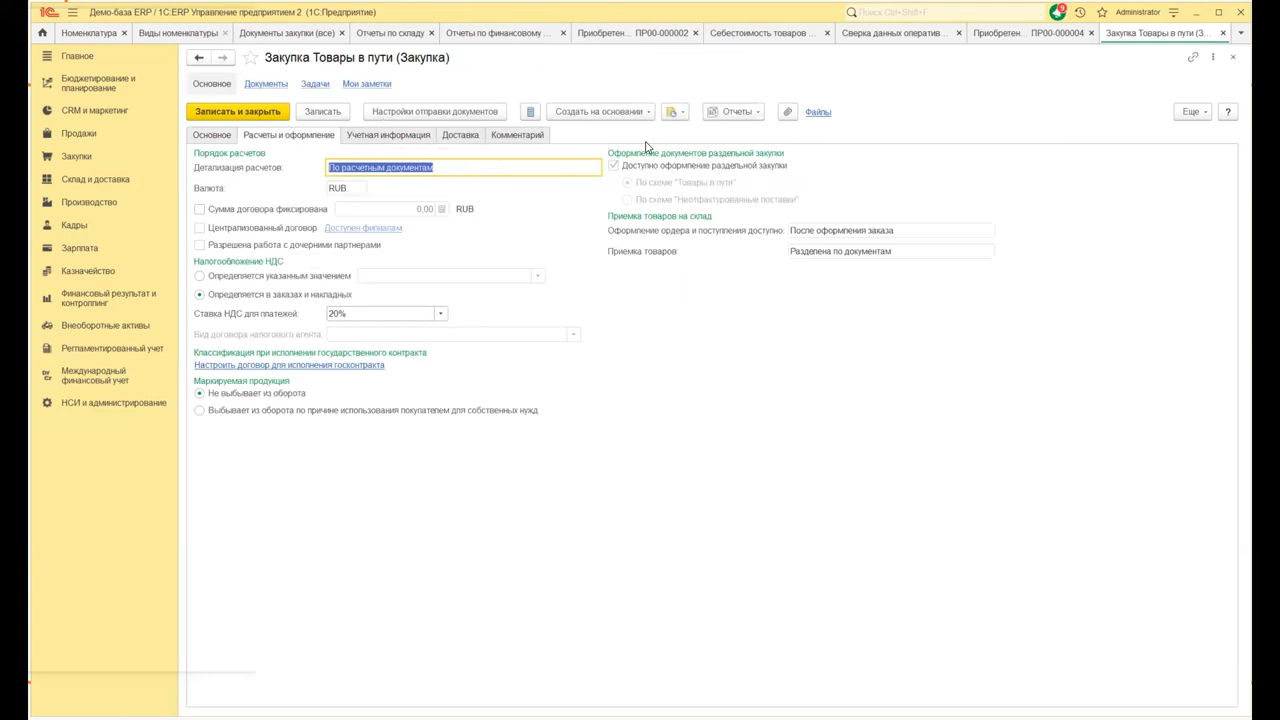 Демо-база ERP / 1С:ERP Управление предприятием 2 (1С:Предприятие)
Поиск Ctrl+Shift+F
Administrator
Номенклатура
Виды номенклатуры
Документы закупки (все)
Отчеты по складу
Отчеты по финансовому ...
Приобретен... ПР00-000002
Себестоимость товаров ...
Сверка данных оператив...
Приобретен... ПР00-000004
Закупка Товары в пути (З...
Главное
Бюджетирование и
планирование
CRM и маркетинг
Продажи
Закупки
Склад и доставка
Производство
Кадры
Зарплата
Казначейство
Финансовый результат и
контроллинг
Внеоборотные активы
Регламентированный учет
Международный
финансовый учет
НСИ и администрирование
Закупка Товары в пути (Закупка)
Основное Документы Задачи Мои заметки
Записать и закрыть Записать Настройки отправки документов Создать на основании Отчеты Файлы Еще ?
Основное Расчеты и оформление Учетная информация Доставка Комментарий
Порядок расчетов
Детализация расчетов: По расчетным документам
Валюта: RUB
Сумма договора фиксирована 0,00 RUB
Централизованный договор Доступен филиалам
Разрешена работа с дочерними партнерами
Налогообложение НДС
Определяется указанным значением
Определяется в заказах и накладных
Ставка НДС для платежей: 20%
Вид договора налогового агента:
Классификация при исполнении государственного контракта
Настроить договор для исполнения госконтракта
Маркируемая продукция
Не выбывает из оборота
Выбывает из оборота по причине использования покупателем для собственных нужд
Оформление документов раздельной закупки
Доступно оформление раздельной закупки
По схеме "Товары в пути"
По схеме "Неотфактурованные поставки"
Приемка товаров на склад
Оформление ордера и поступления доступно: После оформления заказа
Приемка товаров: Разделена по документам